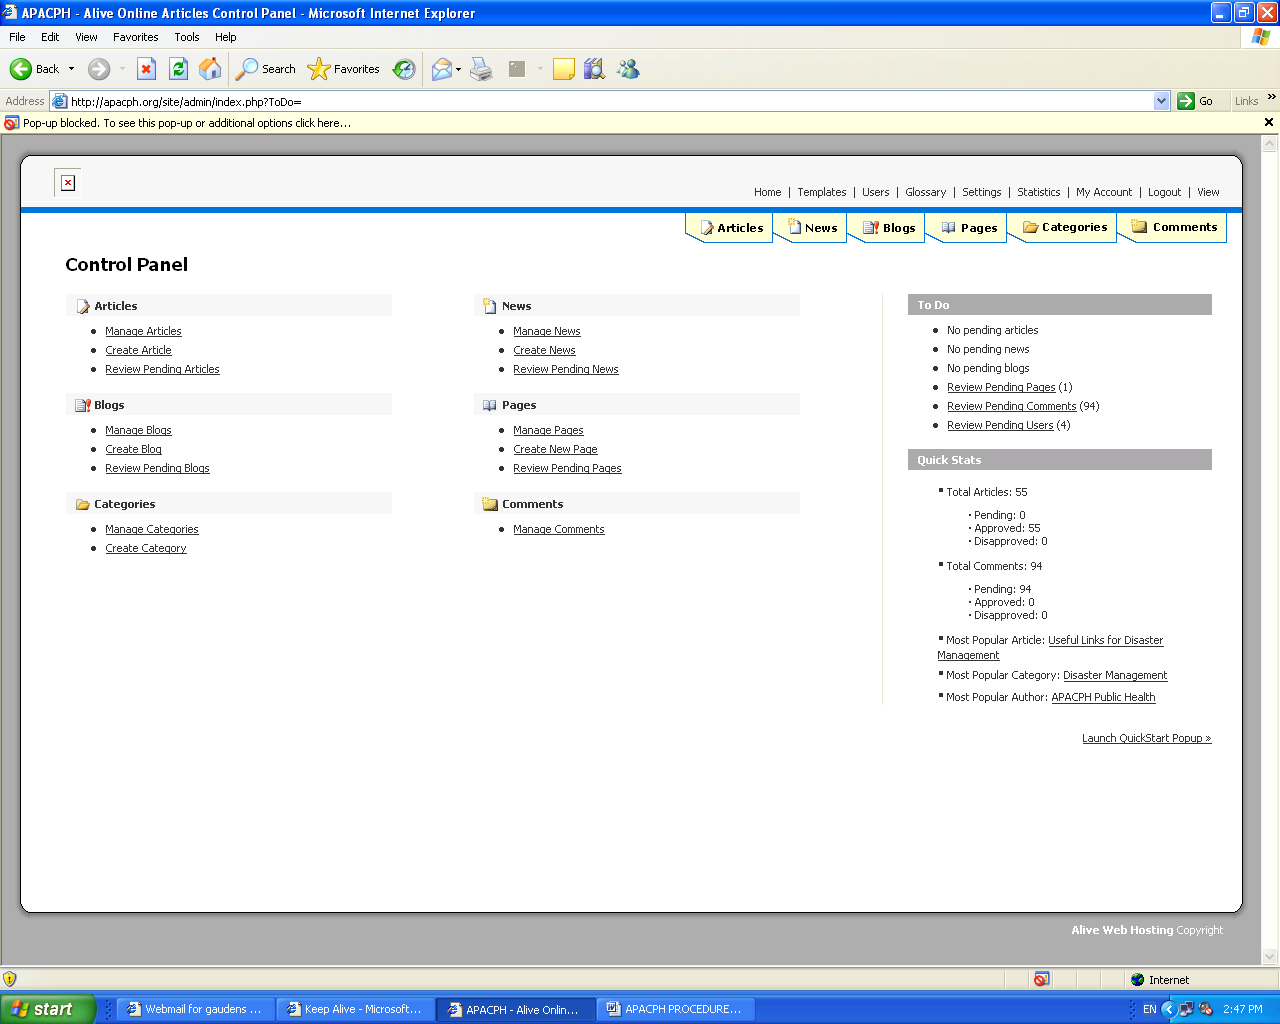 APACPH - Alive Online Articles Control Panel - Microsoft Internet Explorer
File Edit View Favorites Tools Help
Back Search Favorites
Address http://apacph.org/site/admin/index.php?ToDo= Go Links »
Pop-up blocked. To see this pop-up or additional options click here...
Home | Templates | Users | Glossary | Settings | Statistics | My Account | Logout | View
Articles News Blogs Pages Categories Comments
Control Panel
Articles
Manage Articles
Create Article
Review Pending Articles
News
Manage News
Create News
Review Pending News
Blogs
Manage Blogs
Create Blog
Review Pending Blogs
Pages
Manage Pages
Create New Page
Review Pending Pages
Categories
Manage Categories
Create Category
Comments
Manage Comments
To Do
No pending articles
No pending news
No pending blogs
Review Pending Pages (1)
Review Pending Comments (94)
Review Pending Users (4)
Quick Stats
Total Articles: 55
Pending: 0
Approved: 55
Disapproved: 0
Total Comments: 94
Pending: 94
Approved: 0
Disapproved: 0
Most Popular Article: Useful Links for Disaster
Management
Most Popular Category: Disaster Management
Most Popular Author: APACPH Public Health
Launch QuickStart Popup »
Alive Web Hosting Copyright
Internet
start Webmail for gaudens ... Keep Alive - Microsoft... APACPH - Alive Onlin... APACPH PROCEDURE... EN 2:47 PM